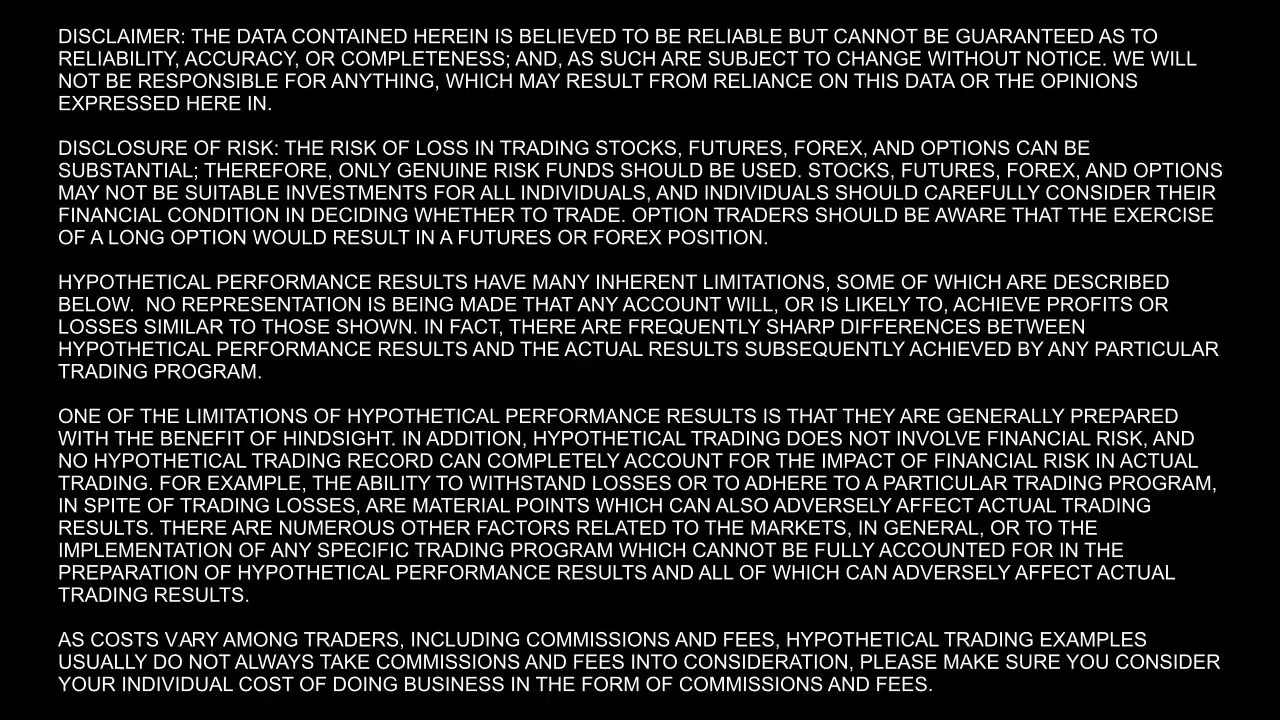 DISCLAIMER: THE DATA CONTAINED HEREIN IS BELIEVED TO BE RELIABLE BUT CANNOT BE GUARANTEED AS TO
RELIABILITY, ACCURACY, OR COMPLETENESS; AND, AS SUCH ARE SUBJECT TO CHANGE WITHOUT NOTICE. WE WILL
NOT BE RESPONSIBLE FOR ANYTHING, WHICH MAY RESULT FROM RELIANCE ON THIS DATA OR THE OPINIONS
EXPRESSED HERE IN.
DISCLOSURE OF RISK: THE RISK OF LOSS IN TRADING STOCKS, FUTURES, FOREX, AND OPTIONS CAN BE
SUBSTANTIAL; THEREFORE, ONLY GENUINE RISK FUNDS SHOULD BE USED. STOCKS, FUTURES, FOREX, AND OPTIONS
MAY NOT BE SUITABLE INVESTMENTS FOR ALL INDIVIDUALS, AND INDIVIDUALS SHOULD CAREFULLY CONSIDER THEIR
FINANCIAL CONDITION IN DECIDING WHETHER TO TRADE. OPTION TRADERS SHOULD BE AWARE THAT THE EXERCISE
OF A LONG OPTION WOULD RESULT IN A FUTURES OR FOREX POSITION.
HYPOTHETICAL PERFORMANCE RESULTS HAVE MANY INHERENT LIMITATIONS, SOME OF WHICH ARE DESCRIBED
BELOW.  NO REPRESENTATION IS BEING MADE THAT ANY ACCOUNT WILL, OR IS LIKELY TO, ACHIEVE PROFITS OR
LOSSES SIMILAR TO THOSE SHOWN. IN FACT, THERE ARE FREQUENTLY SHARP DIFFERENCES BETWEEN
HYPOTHETICAL PERFORMANCE RESULTS AND THE ACTUAL RESULTS SUBSEQUENTLY ACHIEVED BY ANY PARTICULAR
TRADING PROGRAM.
ONE OF THE LIMITATIONS OF HYPOTHETICAL PERFORMANCE RESULTS IS THAT THEY ARE GENERALLY PREPARED
WITH THE BENEFIT OF HINDSIGHT. IN ADDITION, HYPOTHETICAL TRADING DOES NOT INVOLVE FINANCIAL RISK, AND
NO HYPOTHETICAL TRADING RECORD CAN COMPLETELY ACCOUNT FOR THE IMPACT OF FINANCIAL RISK IN ACTUAL
TRADING. FOR EXAMPLE, THE ABILITY TO WITHSTAND LOSSES OR TO ADHERE TO A PARTICULAR TRADING PROGRAM,
IN SPITE OF TRADING LOSSES, ARE MATERIAL POINTS WHICH CAN ALSO ADVERSELY AFFECT ACTUAL TRADING
RESULTS. THERE ARE NUMEROUS OTHER FACTORS RELATED TO THE MARKETS, IN GENERAL, OR TO THE
IMPLEMENTATION OF ANY SPECIFIC TRADING PROGRAM WHICH CANNOT BE FULLY ACCOUNTED FOR IN THE
PREPARATION OF HYPOTHETICAL PERFORMANCE RESULTS AND ALL OF WHICH CAN ADVERSELY AFFECT ACTUAL
TRADING RESULTS.
AS COSTS VARY AMONG TRADERS, INCLUDING COMMISSIONS AND FEES, HYPOTHETICAL TRADING EXAMPLES
USUALLY DO NOT ALWAYS TAKE COMMISSIONS AND FEES INTO CONSIDERATION, PLEASE MAKE SURE YOU CONSIDER
YOUR INDIVIDUAL COST OF DOING BUSINESS IN THE FORM OF COMMISSIONS AND FEES.